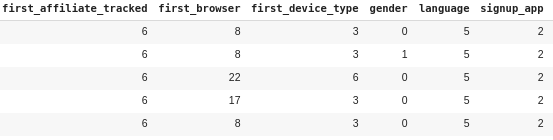 first_affiliate_tracked first_browser first_device_type gender language signup_app
6 8 3 0 5 2
6 8 3 1 5 2
6 22 6 0 5 2
6 17 3 0 5 2
6 8 3 0 5 2